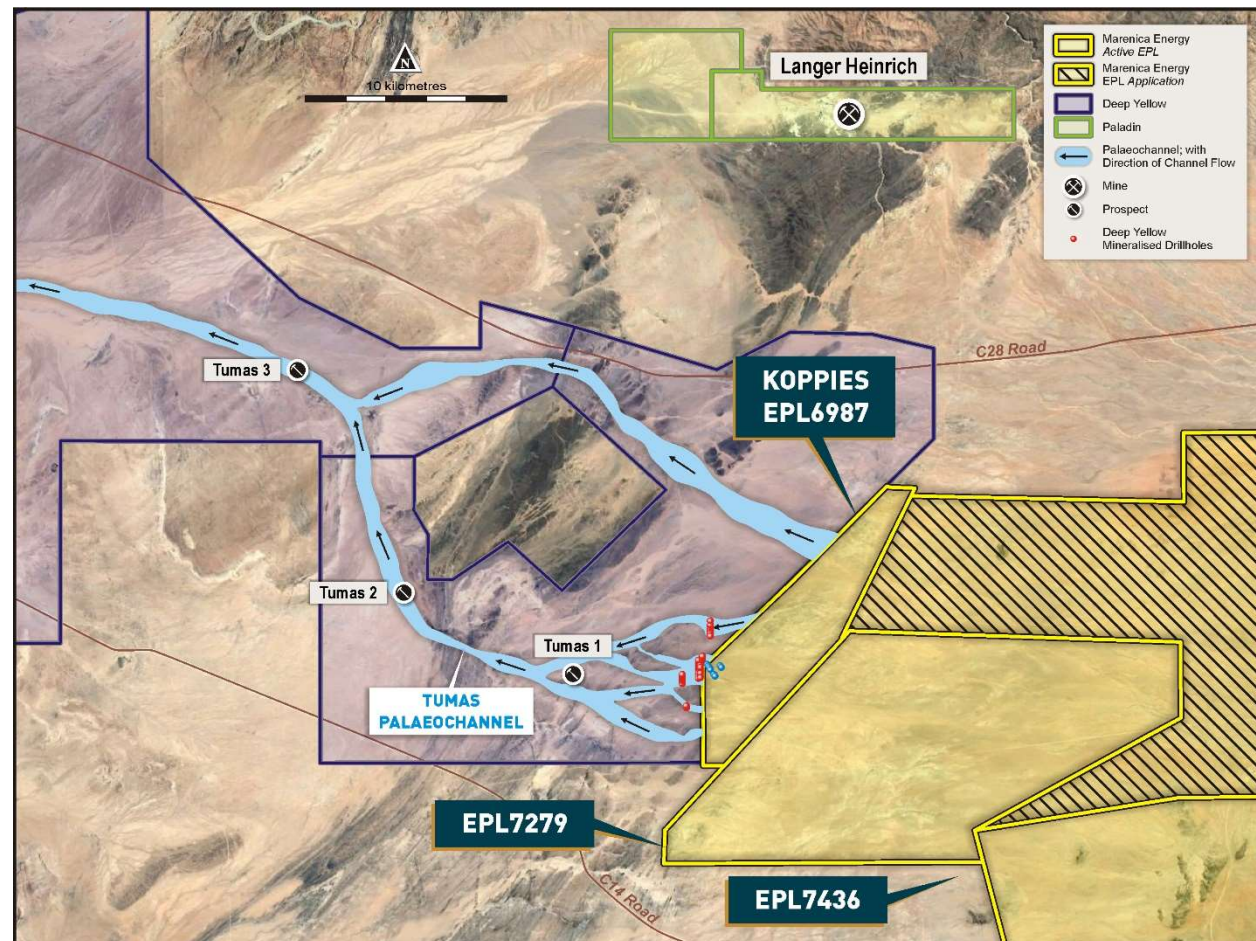 N
10 kilometres
Langer Heinrich
Marenica Energy
Active EPL
Marenica Energy
EPL Application
Deep Yellow
Paladin
Palaeochannel; with
Direction of Channel Flow
Mine
Prospect
Deep Yellow
Mineralised Drillholes
C28 Road
Tumas 3
KOPPIES
EPL6987
Tumas 2
Tumas 1
TUMAS
PALAEOCHANNEL
EPL7279
C14 Road
EPL7436